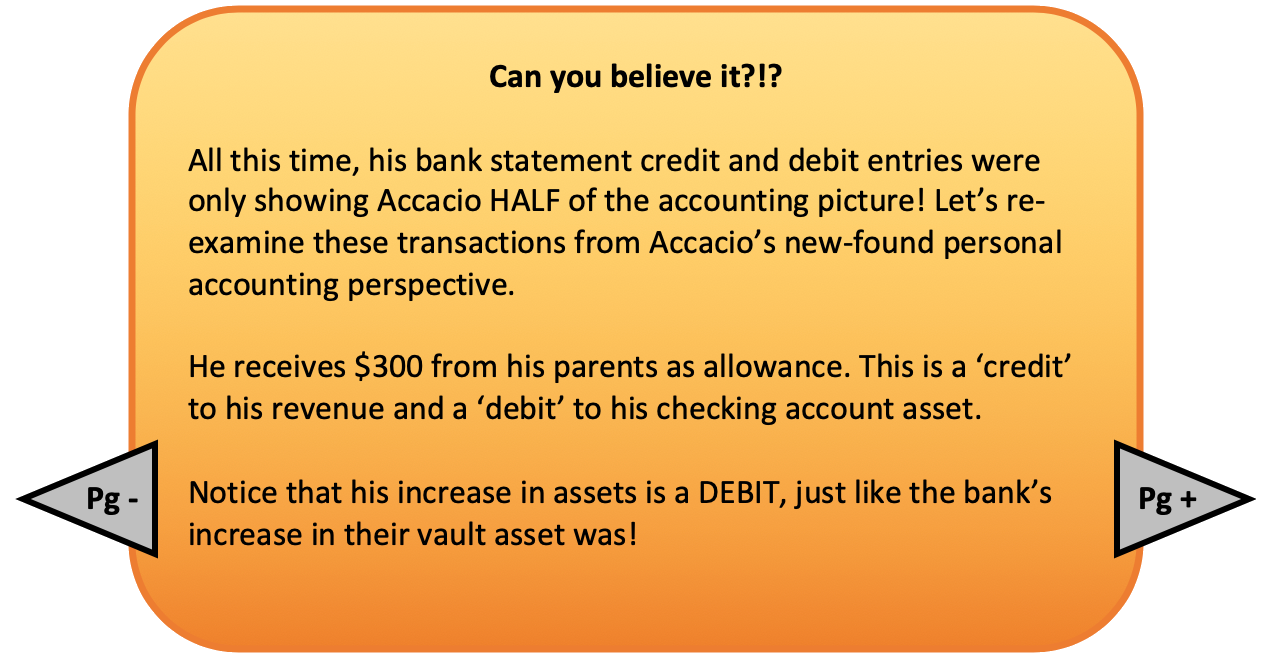 Can you believe it?!?
All this time, his bank statement credit and debit entries were
only showing Accacio HALF of the accounting picture! Let’s re-
examine these transactions from Accacio’s new-found personal
accounting perspective.
He receives $300 from his parents as allowance. This is a ‘credit’
to his revenue and a ‘debit’ to his checking account asset.
Pg -
Notice that his increase in assets is a DEBIT, just like the bank’s
increase in their vault asset was!
Pg +